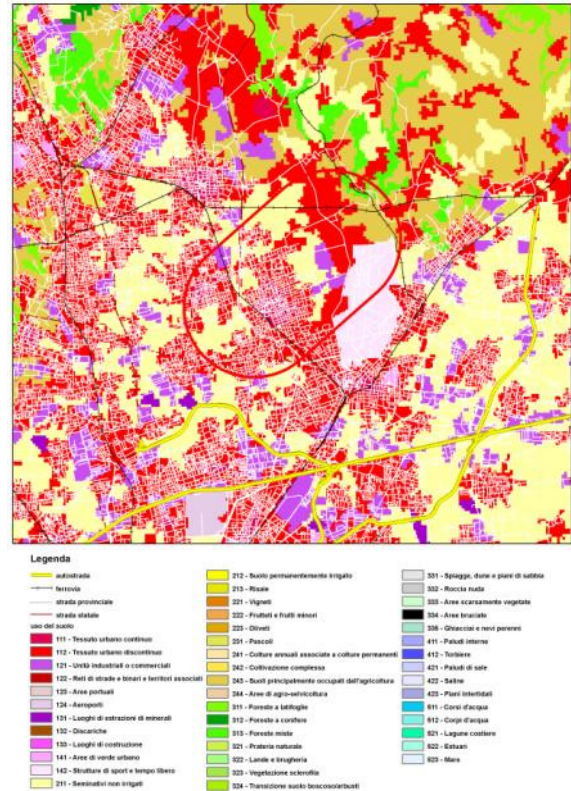 Legenda
autostrada
ferrovia
strada provinciale
strada statale
uso del suolo
111 - Tessuto urbano continuo
112 - Tessuto urbano discontinuo
121 - Unità industriali o commerciali
122 - Reti di strade e binari e territori associati
123 - Aree portuali
124 - Aeroporti
131 - Luoghi di estrazioni di minerali
132 - Discariche
133 - Luoghi di costruzione
141 - Aree di verde urbano
142 - Strutture di sport e tempo libero
211 - Seminativi non irrigati
212 - Suolo permanentemente irrigato
213 - Risaie
221 - Vigneti
222 - Frutteti e frutti minori
223 - Oliveti
231 - Pascoli
241 - Colture annuali associate a colture permanenti
242 - Coltivazione complessa
243 - Suoli principalmente occupati dall'agricoltura
244 - Aree di agro-selvicoltura
311 - Foreste a latifoglie
312 - Foreste a conifere
313 - Foreste miste
321 - Prateria naturale
322 - Lande e brugheria
323 - Vegetazione sclerofila
324 - Transizione suolo boscoso/arbusti
331 - Spiagge, dune e piani di sabbia
332 - Roccia nuda
333 - Aree scarsamente vegetate
334 - Aree bruciate
335 - Ghiacciai e nevi perenni
411 - Paludi interne
412 - Torbiere
421 - Paludi di sale
422 - Saline
423 - Piani intertidali
511 - Corsi d'acqua
512 - Corpi d'acqua
521 - Lagune costiere
522 - Estuari
523 - Mare